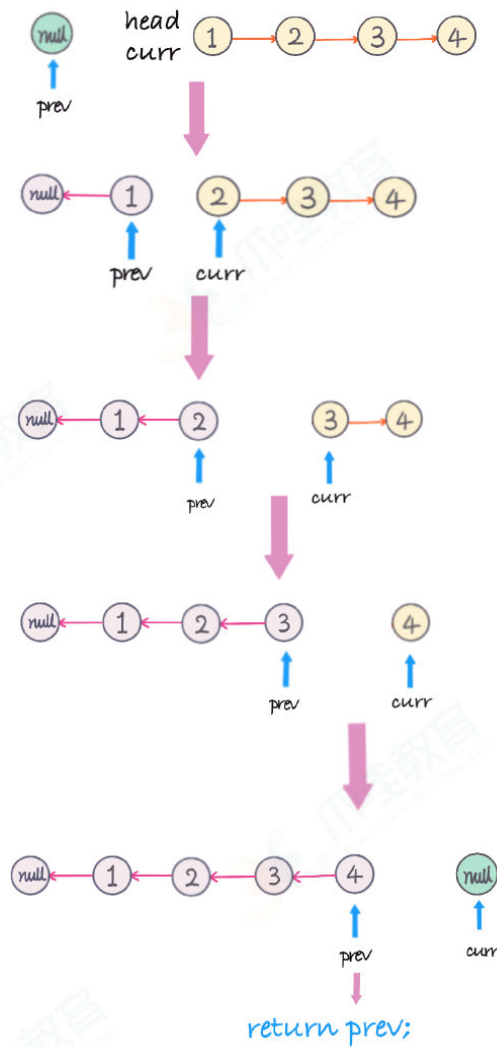 null
head
curr
1 2 3 4
prev
null 1 2 3 4
prev curr
null 1 2 3 4
prev curr
null 1 2 3 4
prev curr
null 1 2 3 4 null
prev curr
return prev;